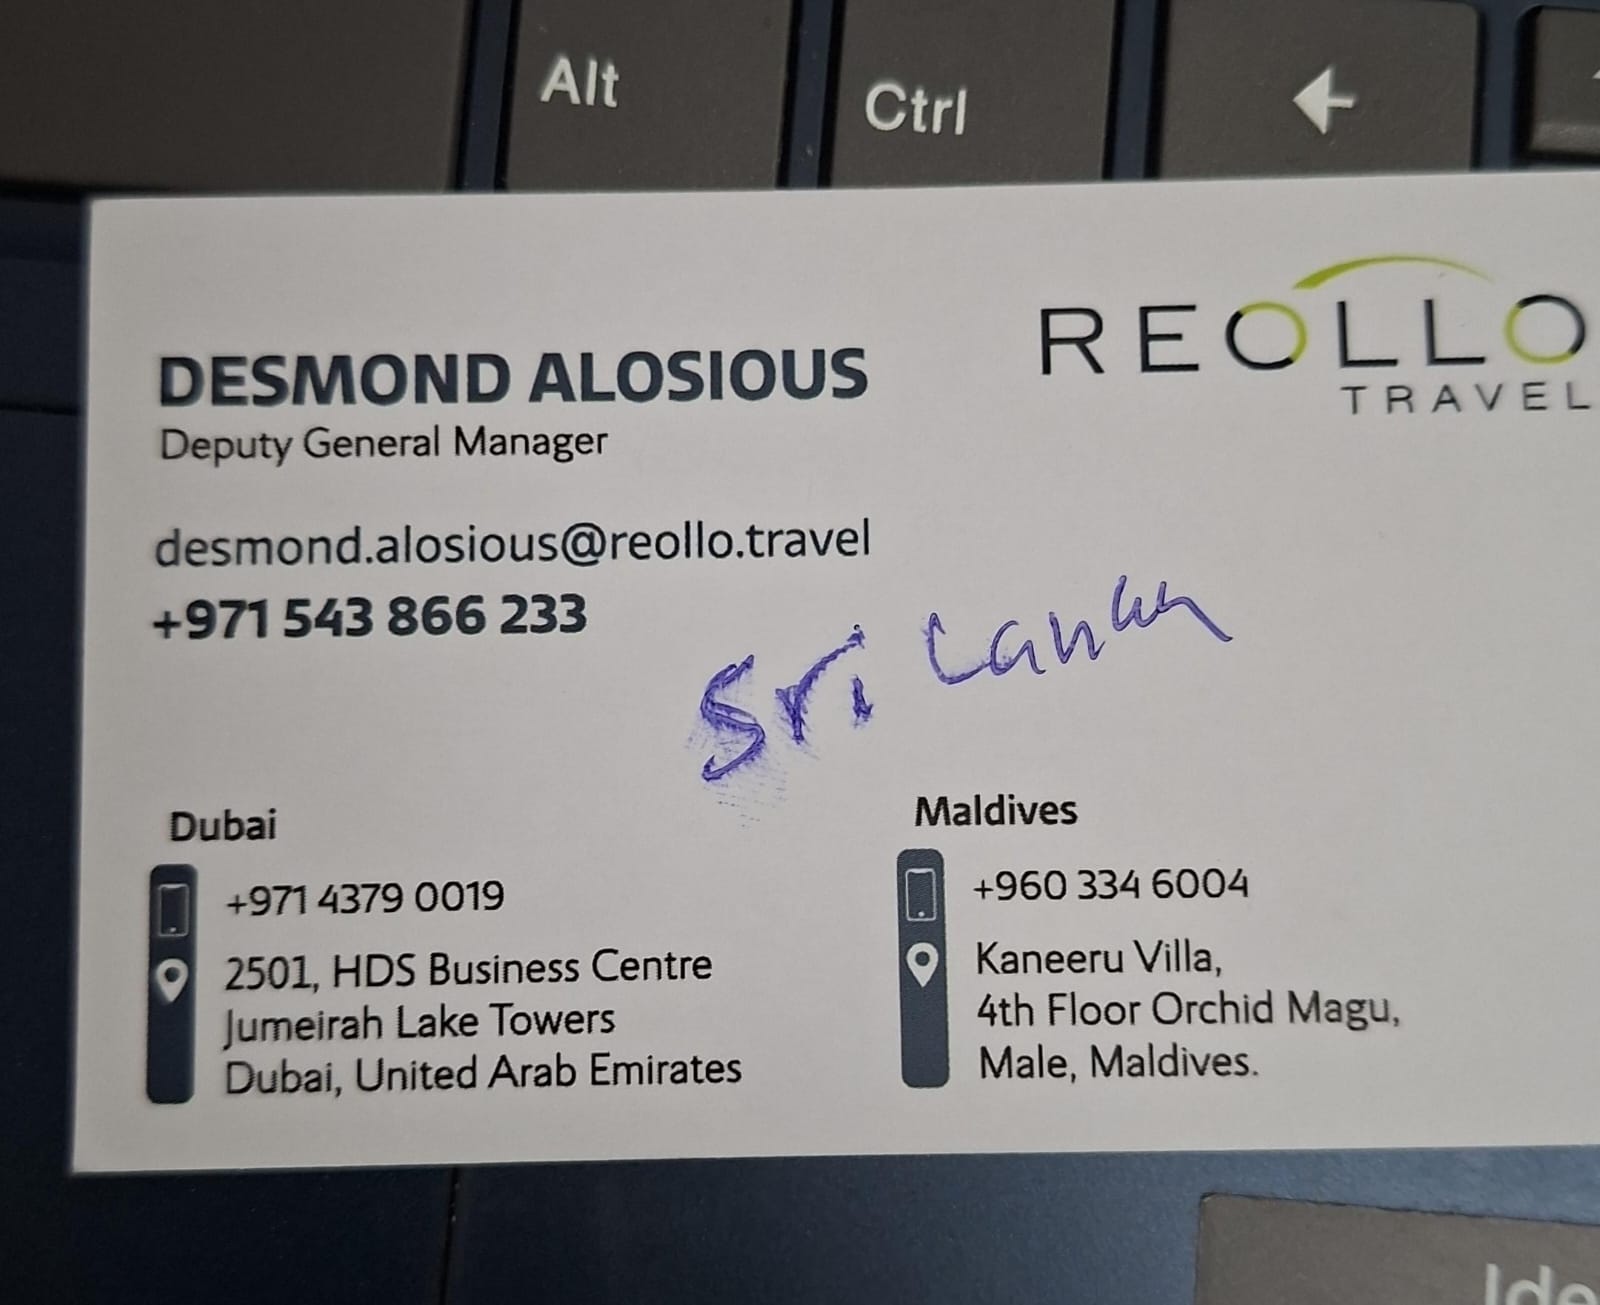 Alt
Ctrl
REOLLO
TRAVEL
DESMOND ALOSIOUS
Deputy General Manager
desmond.alosious@reollo.travel
+971 543 866 233
Sri Lanka
Dubai
+971 4379 0019
2501, HDS Business Centre
Jumeirah Lake Towers
Dubai, United Arab Emirates
Maldives
+960 334 6004
Kaneeru Villa,
4th Floor Orchid Magu,
Male, Maldives.